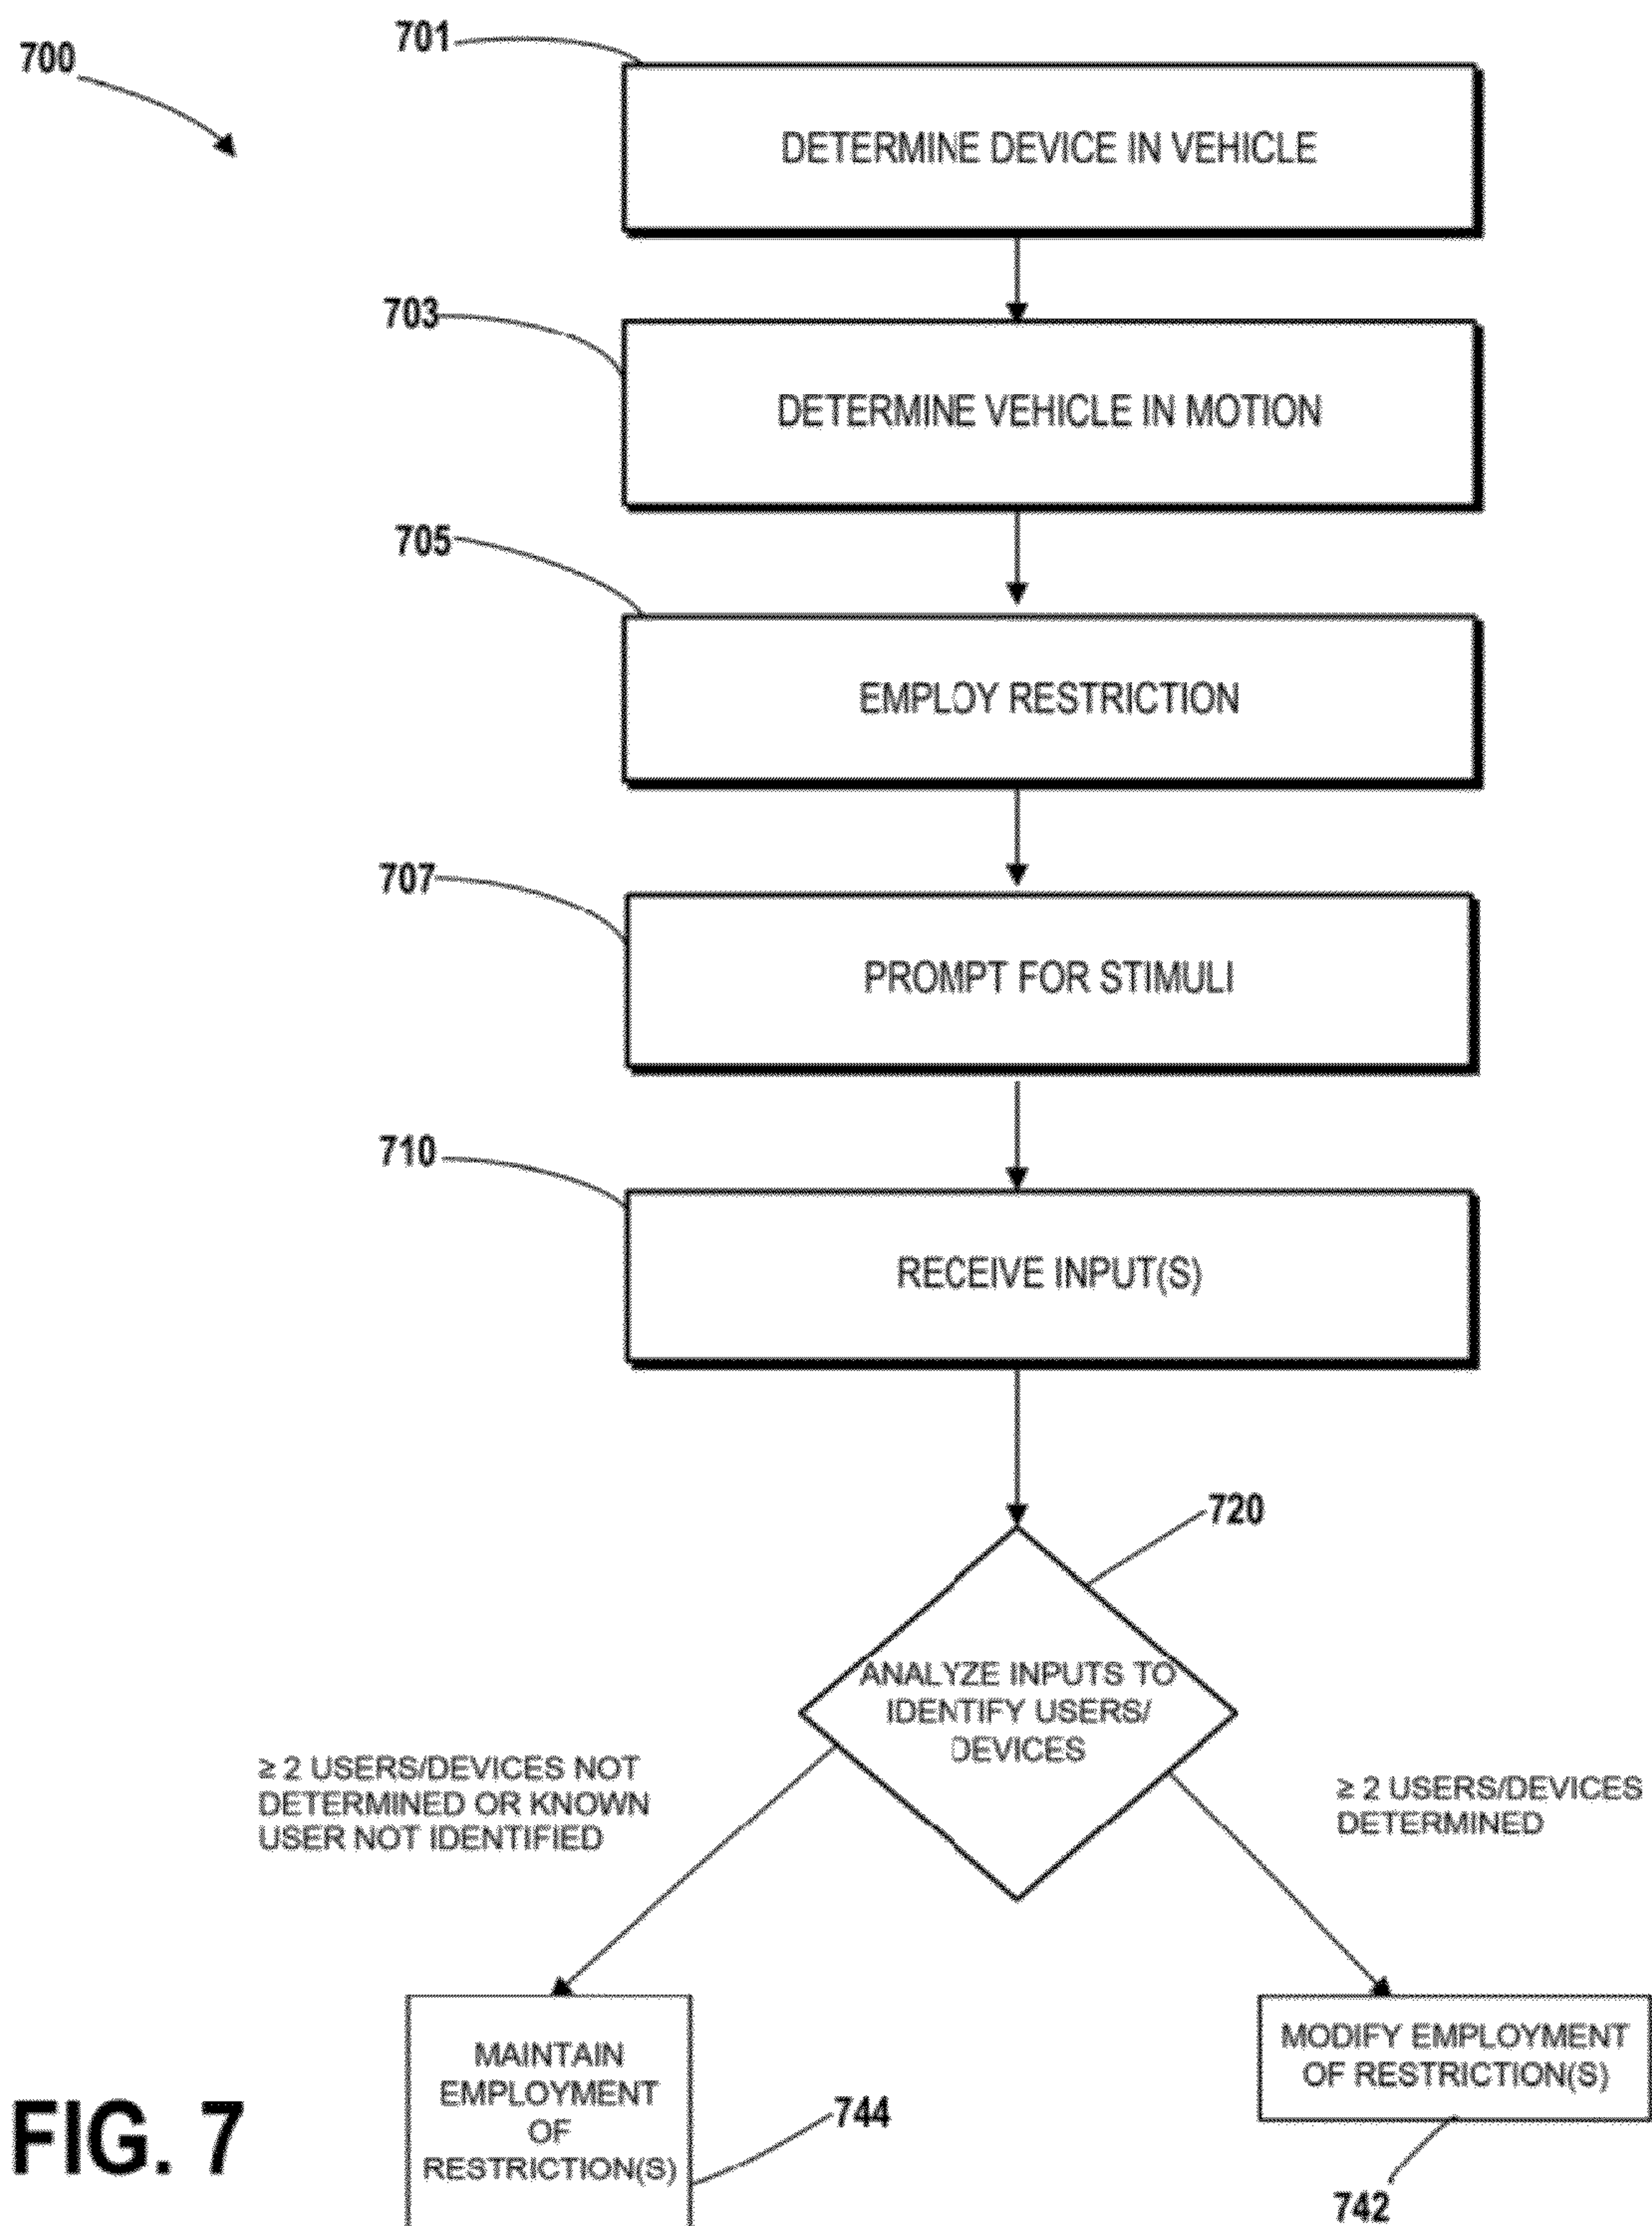 700
701
DETERMINE DEVICE IN VEHICLE
703
DETERMINE VEHICLE IN MOTION
705
EMPLOY RESTRICTION
707
PROMPT FOR STIMULI
710
RECEIVE INPUT(S)
720
ANALYZE INPUTS TO
IDENTIFY USERS/
DEVICES
≥ 2 USERS/DEVICES NOT
DETERMINED OR KNOWN
USER NOT IDENTIFIED
≥ 2 USERS/DEVICES
DETERMINED
MAINTAIN
EMPLOYMENT
OF
RESTRICTION(S)
744
MODIFY EMPLOYMENT
OF RESTRICTION(S)
742
FIG. 7